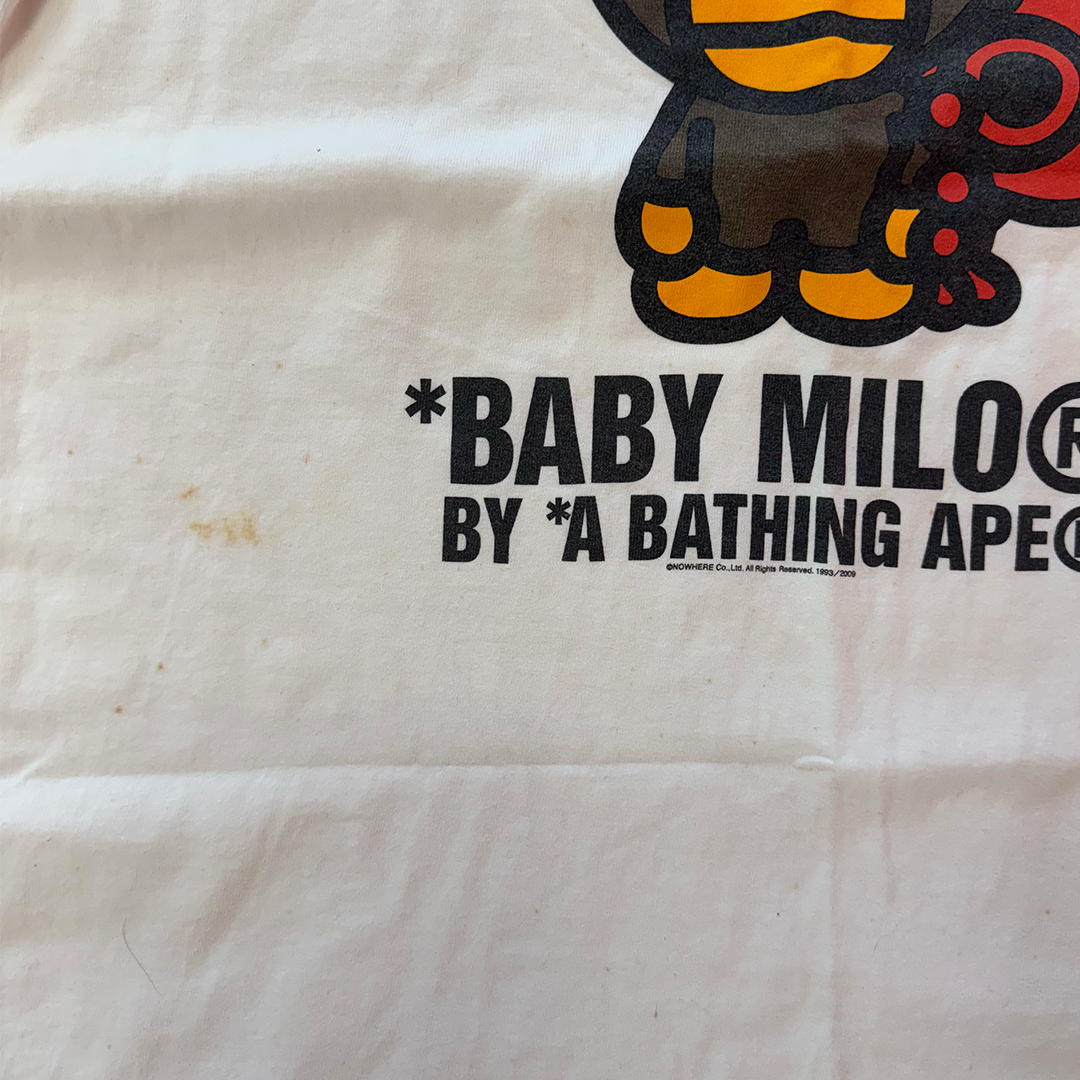 *BABY MILO®
BY *A BATHING APE®
©NOWHERE Co.,Ltd. All Rights Reserved. 1993/2009